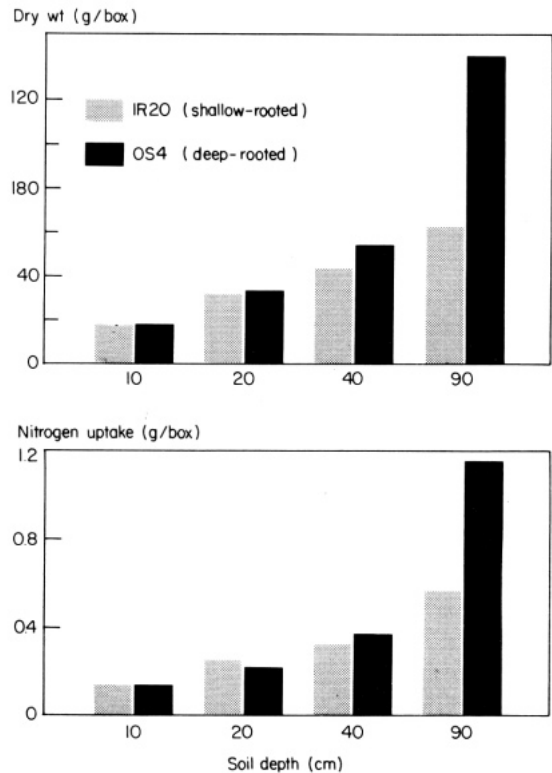 Dry wt (g/box)
120
IR20 (shallow-rooted)
OS4 (deep-rooted)
180
40
0
10 20 40 90
Nitrogen uptake (g/box)
1.2
0.8
0.4
0
10 20 40 90
Soil depth (cm)